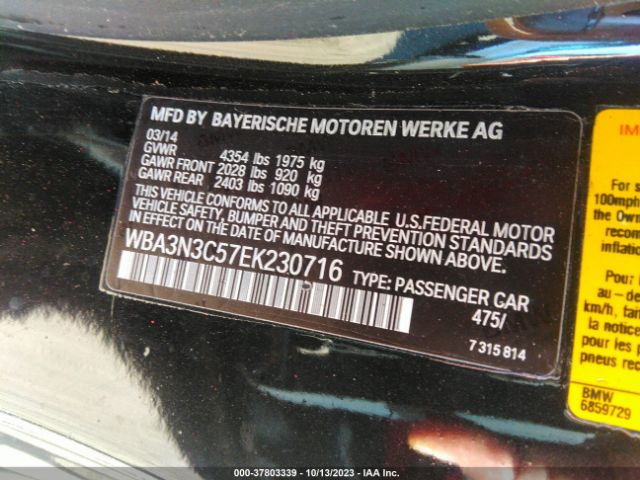 MFD BY BAYERISCHE MOTOREN WERKE AG
03/14
GVWR 4354 lbs 1975 kg
GAWR FRONT 2028 lbs 920 kg
GAWR REAR 2403 lbs 1090 kg
THIS VEHICLE CONFORMS TO ALL APPLICABLE U.S.FEDERAL MOTOR
VEHICLE SAFETY, BUMPER AND THEFT PREVENTION STANDARDS
IN EFFECT ON THE DATE OF MANUFACTURE SHOWN ABOVE.
WBA3N3C57EK230716
TYPE: PASSENGER CAR
475/
7 315 814
100mph
the Own
recom
inflatio
au-de
km/h, tan
la notice
pour les p
pneus rec
BMW
6859729
000-37803339 - 10/13/2023 - IAA Inc.